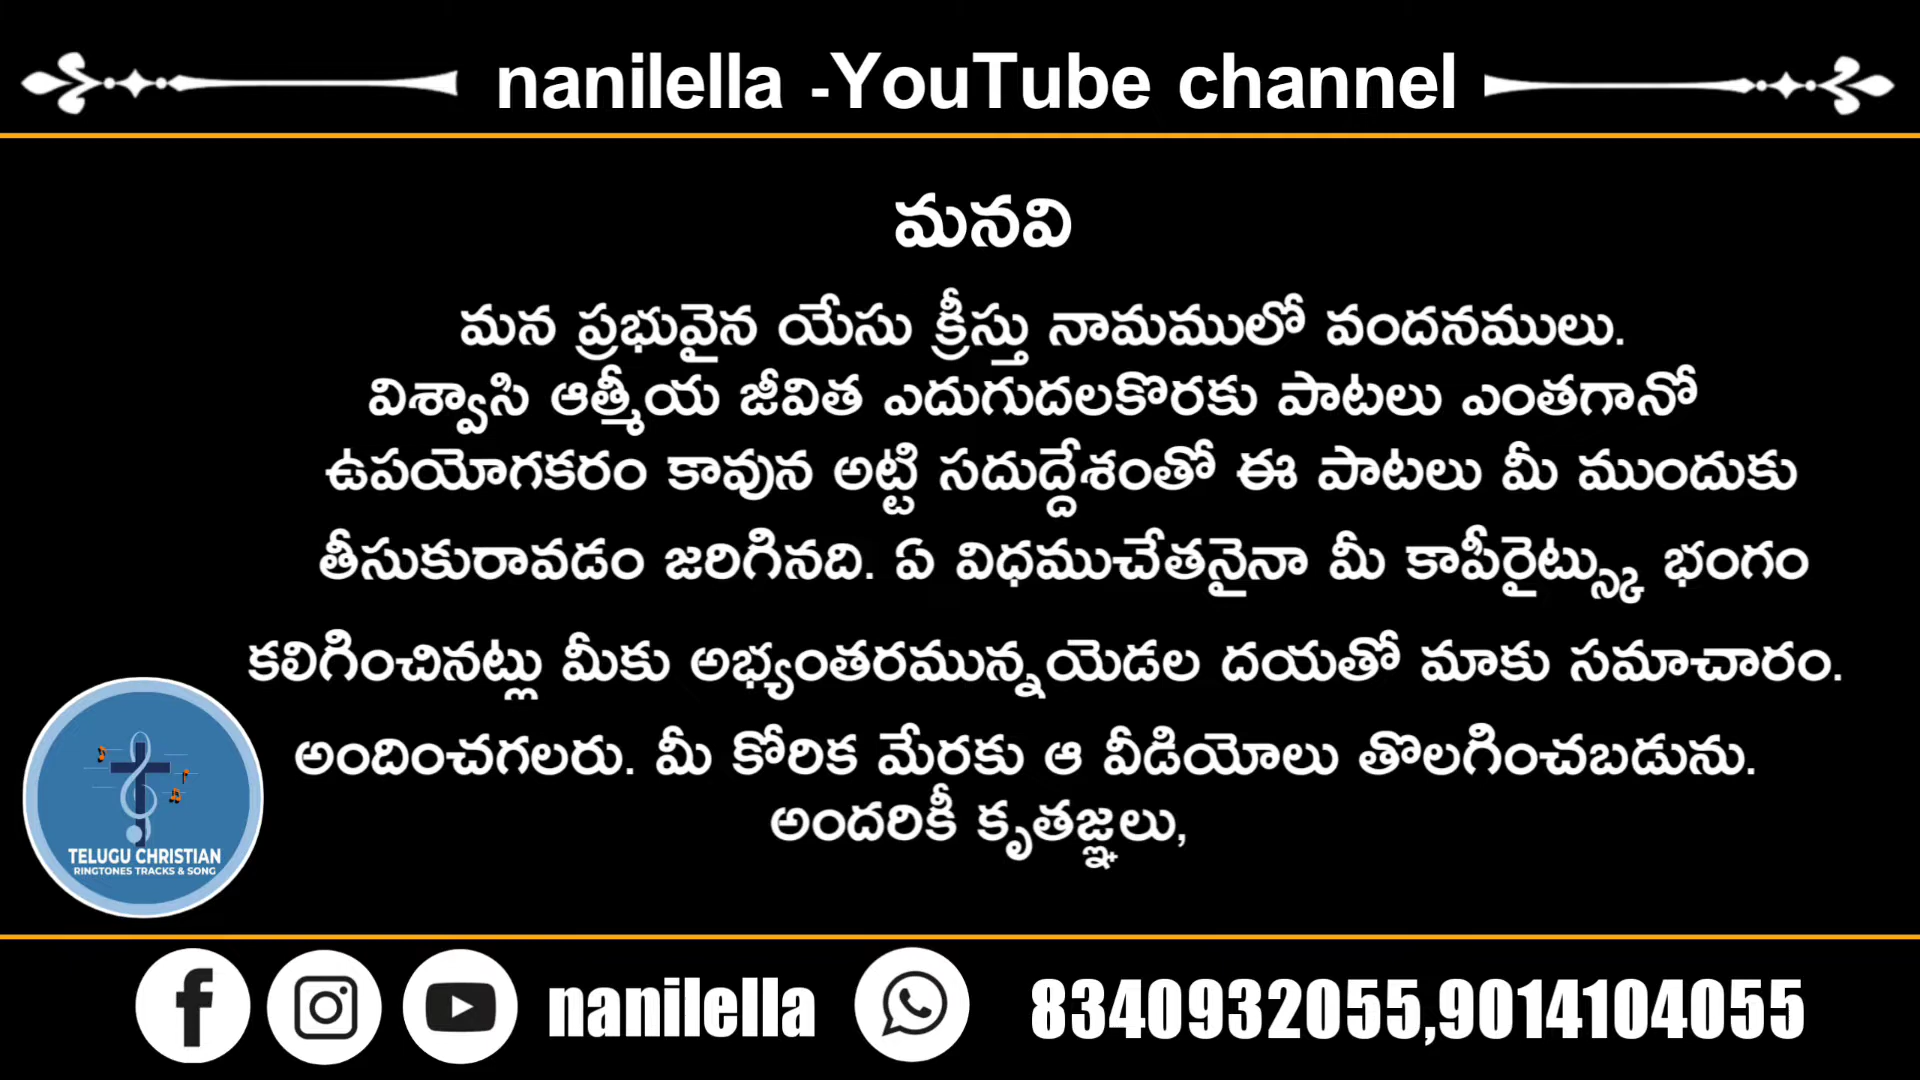 nanilella -YouTube channel
మనవి
మన ప్రభువైన యేసు క్రీస్తు నామములో వందనములు.
విశ్వాసి ఆత్మీయ జీవిత ఎదుగుదలకొరకు పాటలు ఎంతగానో
ఉపయోగకరం కావున అట్టి సదుద్దేశంతో ఈ పాటలు మీ ముందుకు
తీసుకురావడం జరిగినది. ఏ విధముచేతనైనా మీ కాపీరైట్స్కు భంగం
కలిగించినట్లు మీకు అభ్యంతరమున్నయెడల దయతో మాకు సమాచారం.
అందించగలరు. మీ కోరిక మేరకు ఆ వీడియోలు తొలగించబడును.
అందరికీ కృతజ్ఞలు,
TELUGU CHRISTIAN
RINGTONES TRACKS & SONG
nanilella 8340932055,9014104055